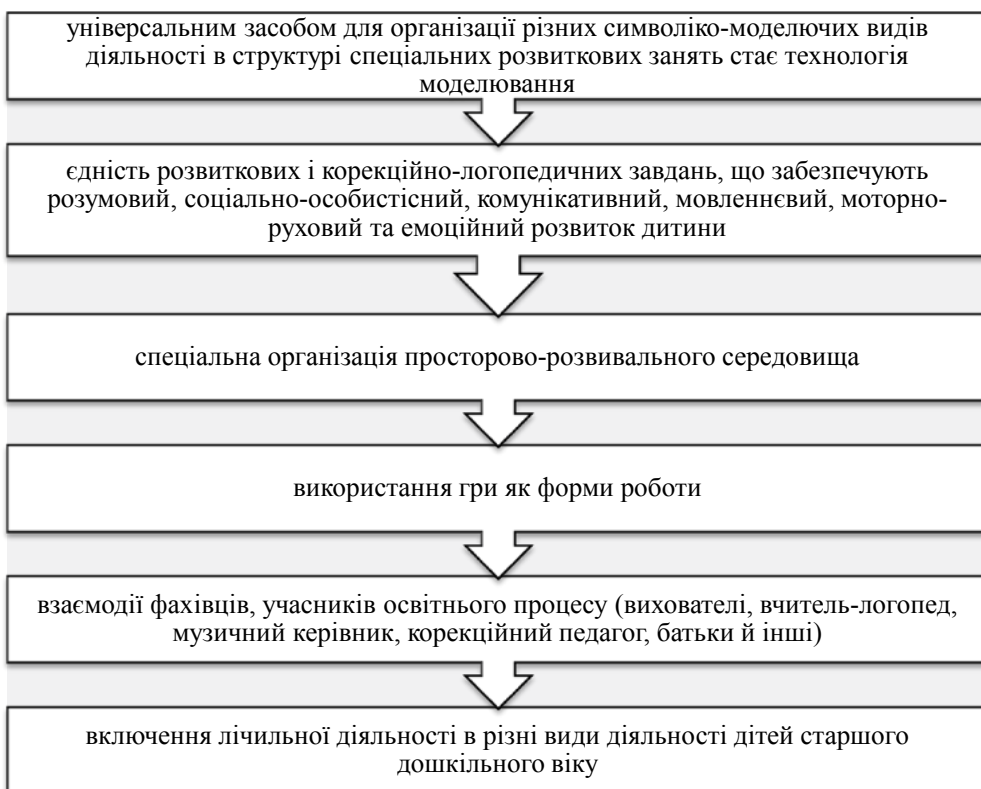 універсальним засобом для організації різних символіко-моделючих видів
діяльності в структурі спеціальних розвиткових занять стає технологія
моделювання
єдність розвиткових і корекційно-логопедичних завдань, що забезпечують
розумовий, соціально-особистісний, комунікативний, мовленнєвий, моторно-
руховий та емоційний розвиток дитини
спеціальна організація просторово-розвивального середовища
використання гри як форми роботи
взаємодії фахівців, учасників освітнього процесу (вихователі, вчитель-логопед,
музичний керівник, корекційний педагог, батьки й інші)
включення лічильної діяльності в різні види діяльності дітей старшого
дошкільного віку